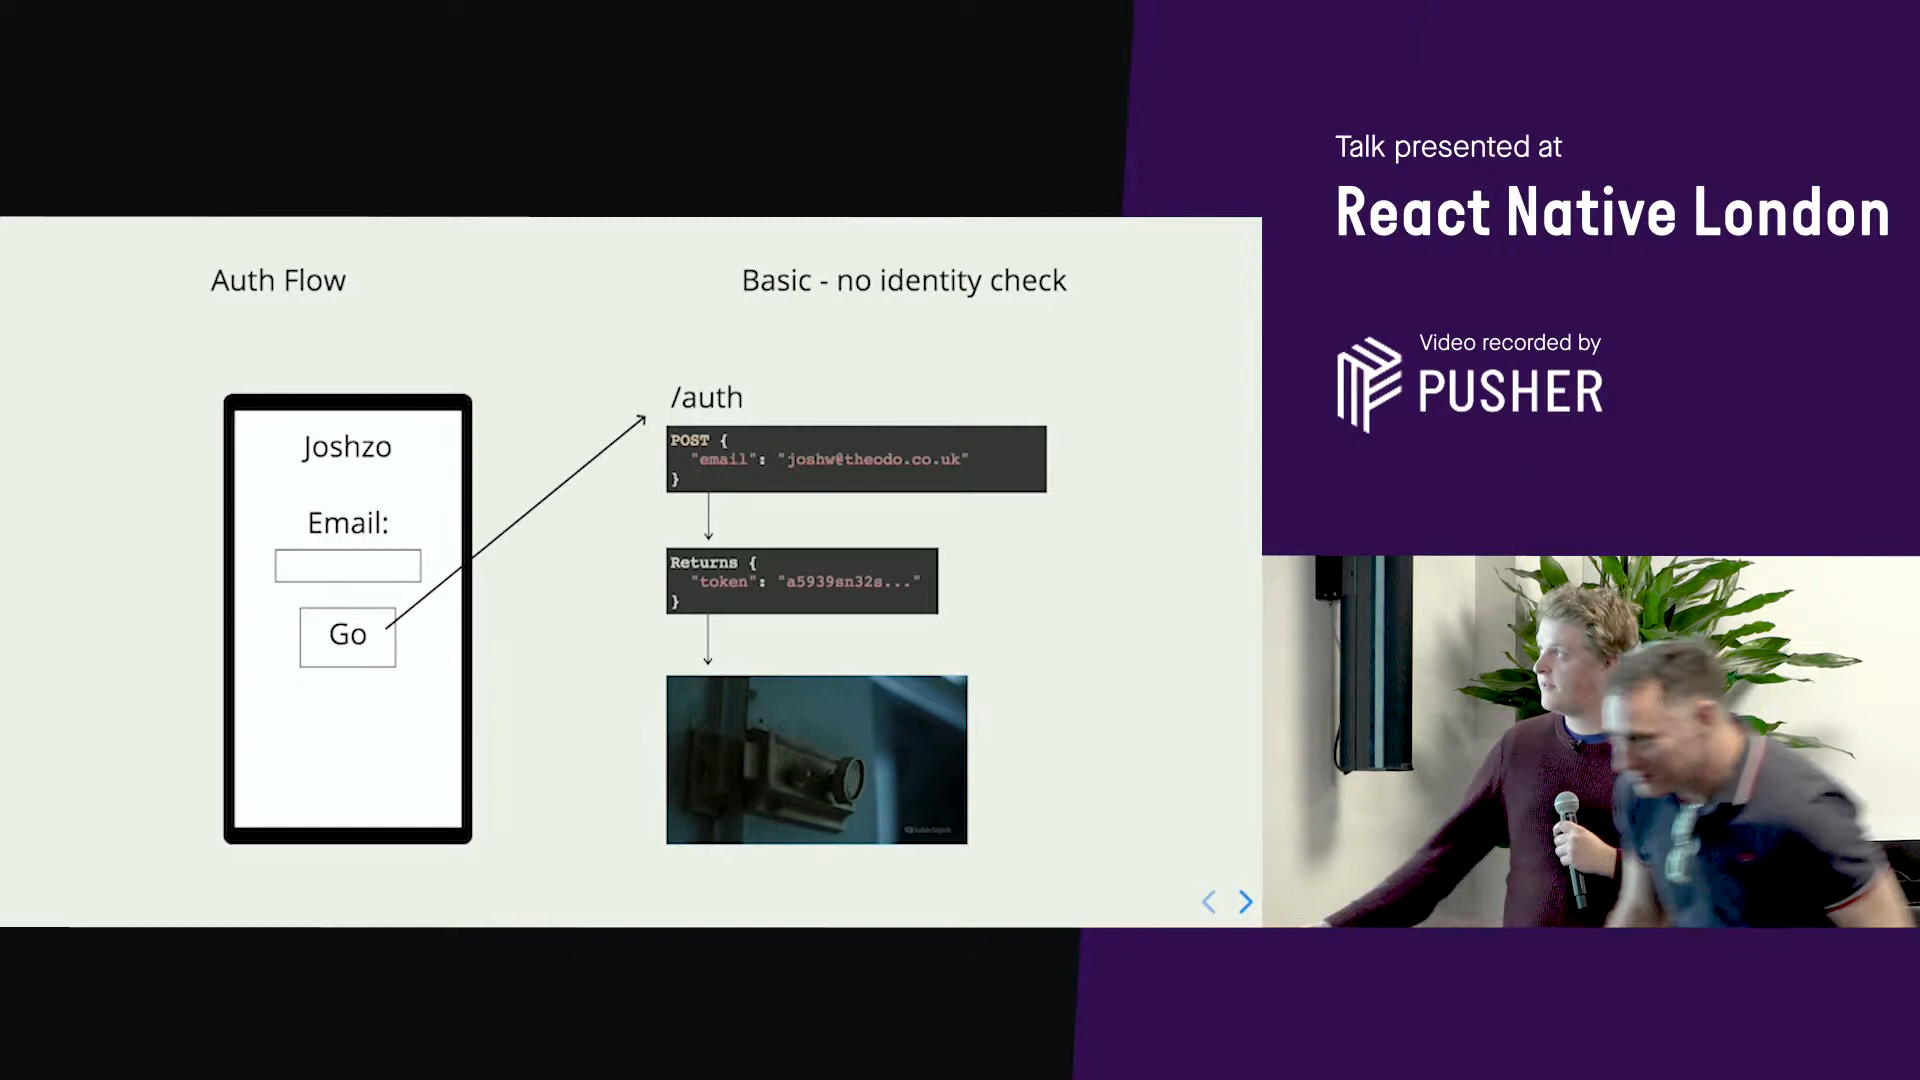 Talk presented at
React Native London
Video recorded by
PUSHER
Auth Flow
Basic - no identity check
Joshzo
Email:
Go
/auth
POST {
"email": "joshw@theodo.co.uk"
}
Returns {
"token": "a5939sn32s..."
}